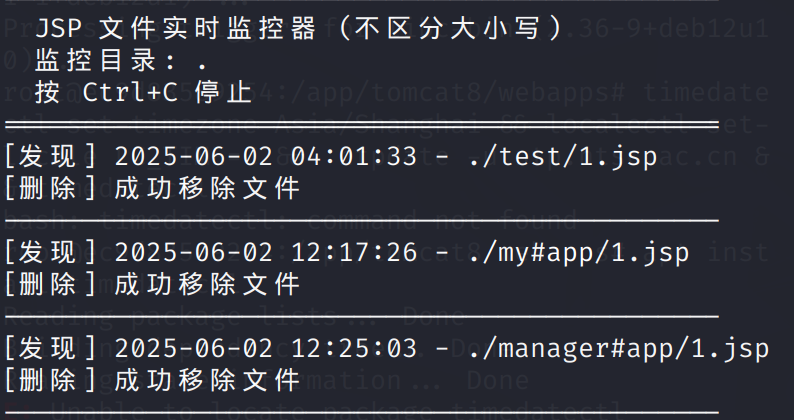 JSP 文件实时监控器 (不区分大小写)
监控目录: .
按 Ctrl+C 停止
[发现] 2025-06-02 04:01:33 - ./test/1.jsp
[删除] 成功移除文件
[发现] 2025-06-02 12:17:26 - ./my#app/1.jsp
[删除] 成功移除文件
[发现] 2025-06-02 12:25:03 - ./manager#app/1.jsp
[删除] 成功移除文件